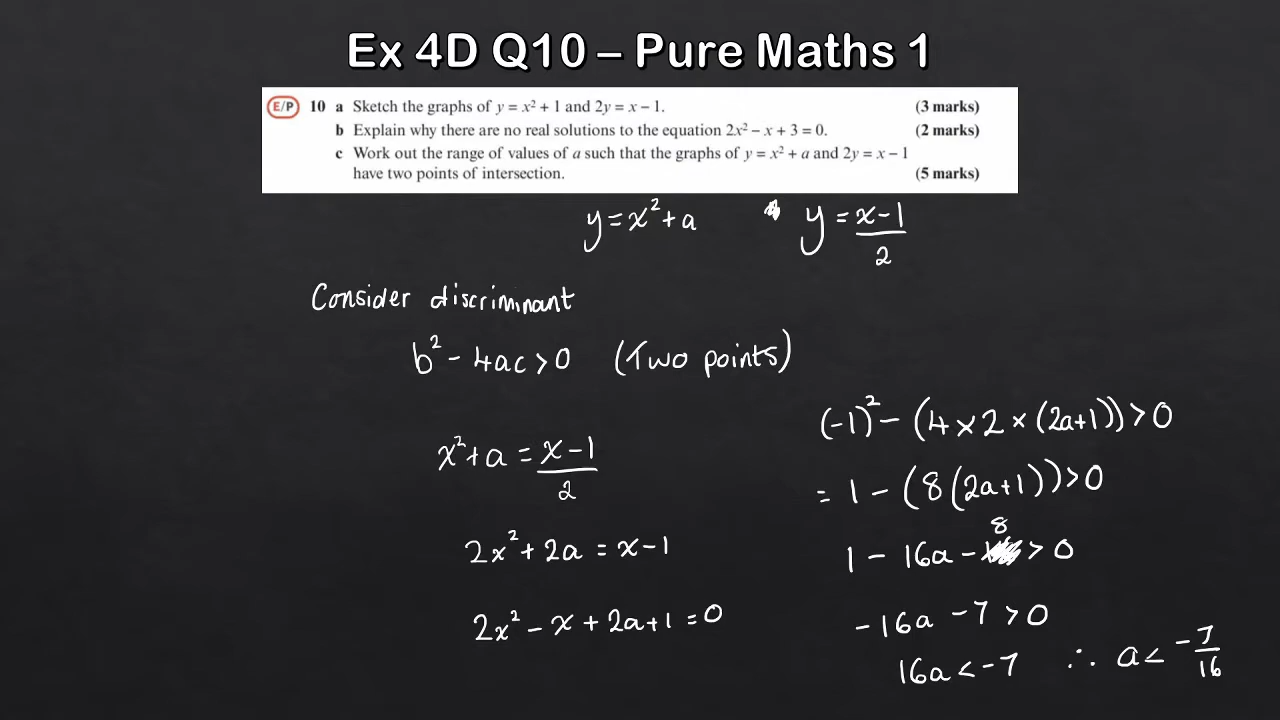 Ex 4D Q10 – Pure Maths 1
E/P 10 a Sketch the graphs of y = x² + 1 and 2y = x − 1. (3 marks)
b Explain why there are no real solutions to the equation 2x² − x + 3 = 0. (2 marks)
c Work out the range of values of a such that the graphs of y = x² + a and 2y = x − 1
have two points of intersection. (5 marks)
y = x² + a y = x−1/2
Consider discriminant
b² − 4ac > 0 (Two points)
x² + a = x−1/2
2x² + 2a = x−1
2x² − x + 2a+1 = 0
(−1)² − (4×2×(2a+1)) > 0
= 1 − (8(2a+1)) > 0
1 − 16a − 8 > 0
−16a − 7 > 0
16a < −7 ∴ a < −7/16